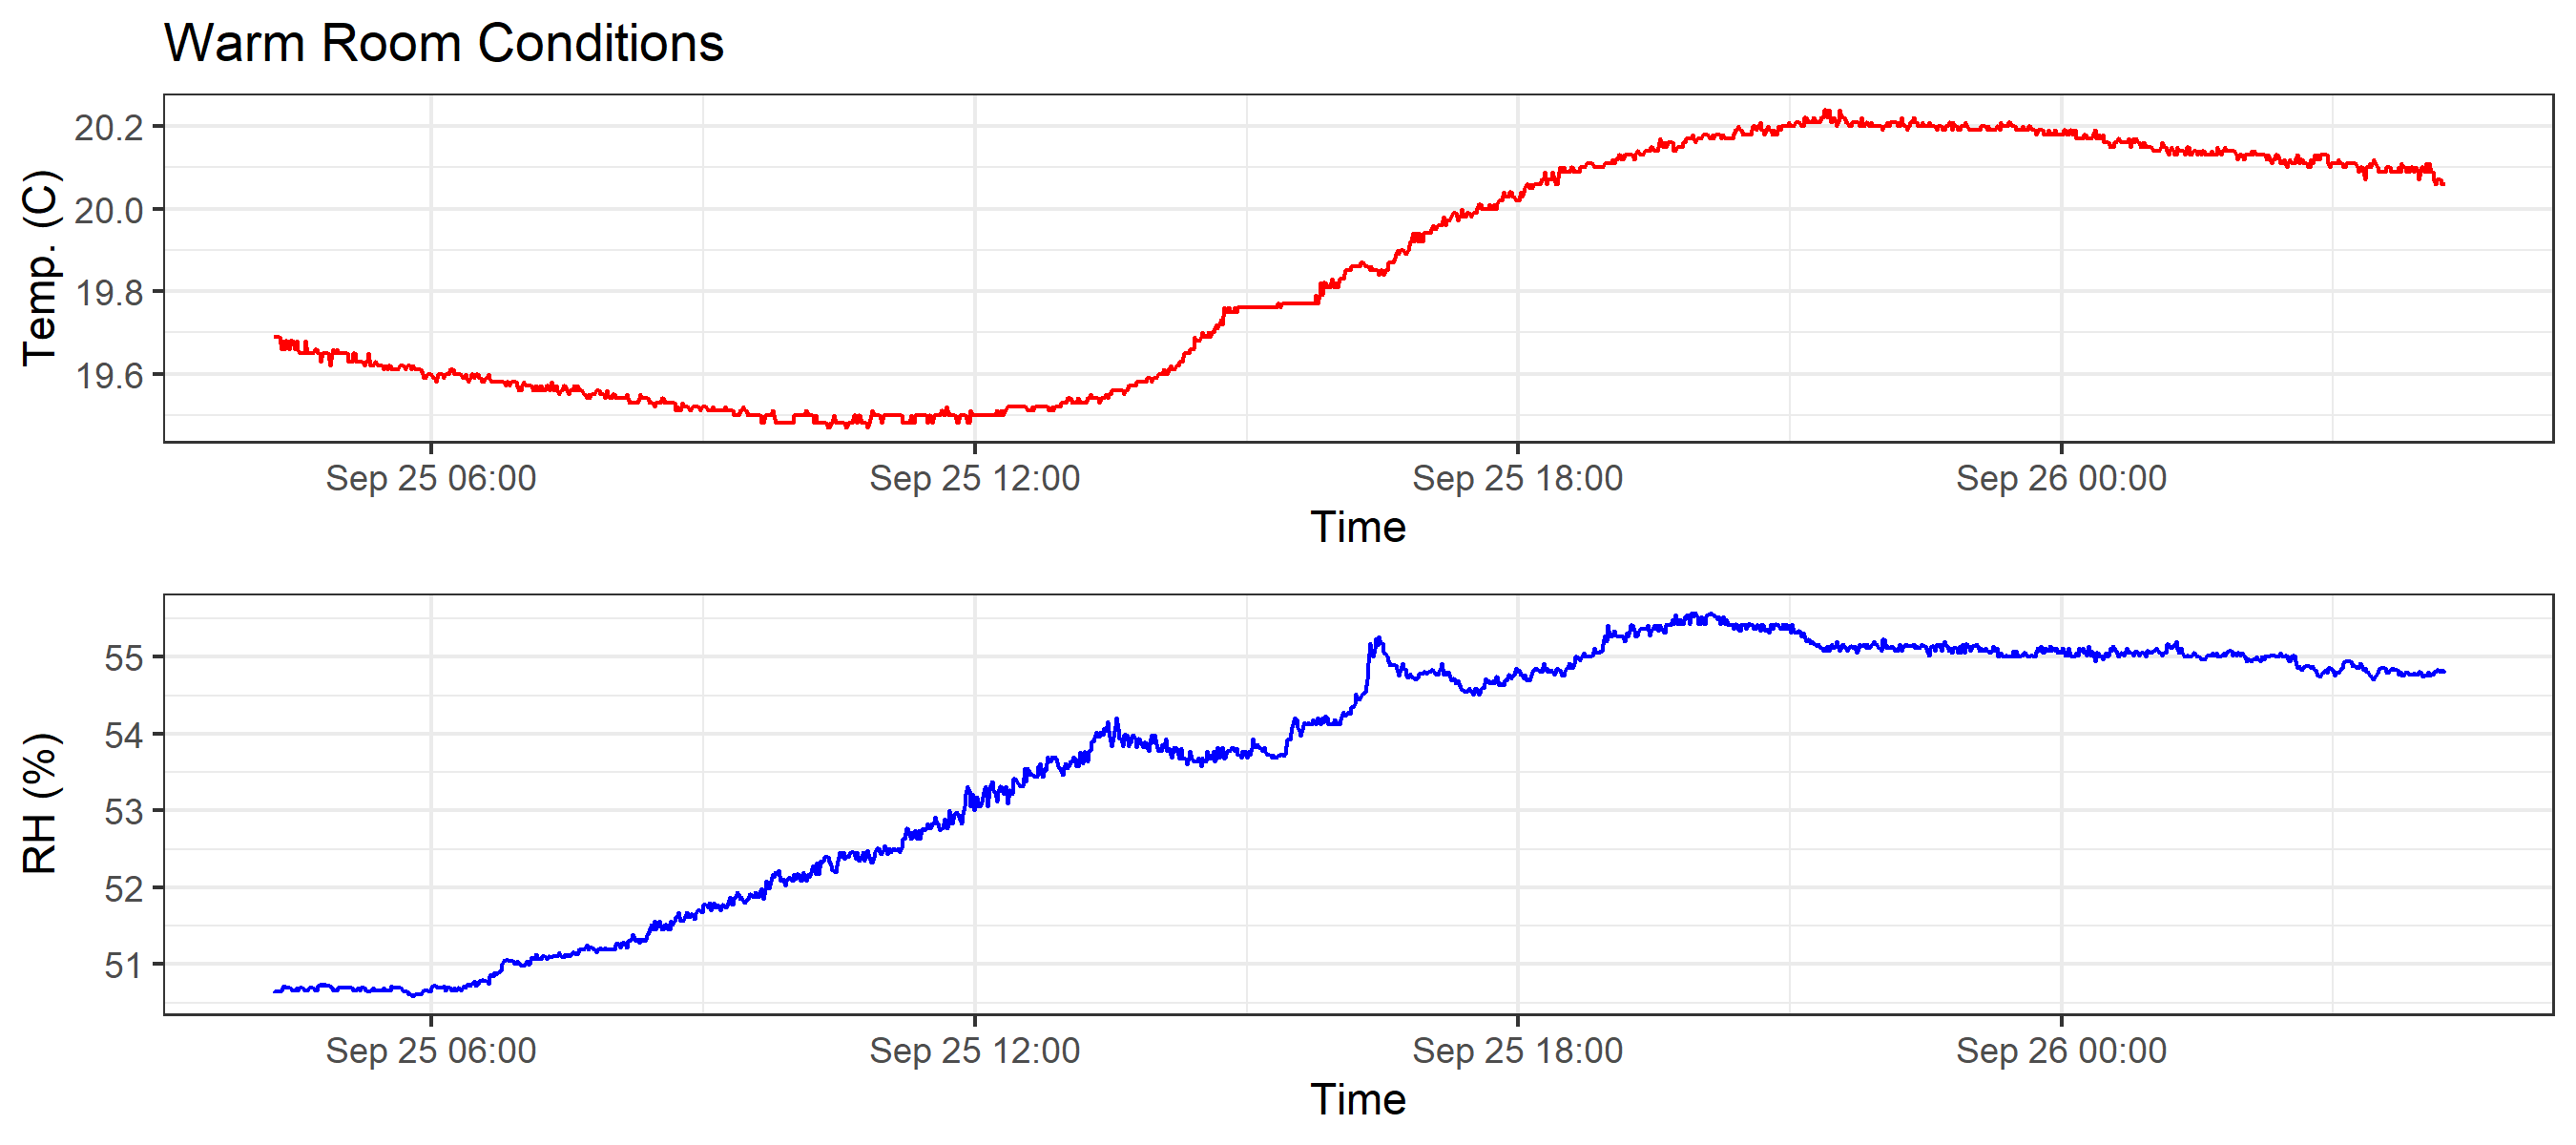 Warm Room Conditions
Temp. (C)
20.2
20.0
19.8
19.6
Sep 25 06:00 Sep 25 12:00 Sep 25 18:00 Sep 26 00:00
Time
RH (%)
55
54
53
52
51
Sep 25 06:00 Sep 25 12:00 Sep 25 18:00 Sep 26 00:00
Time